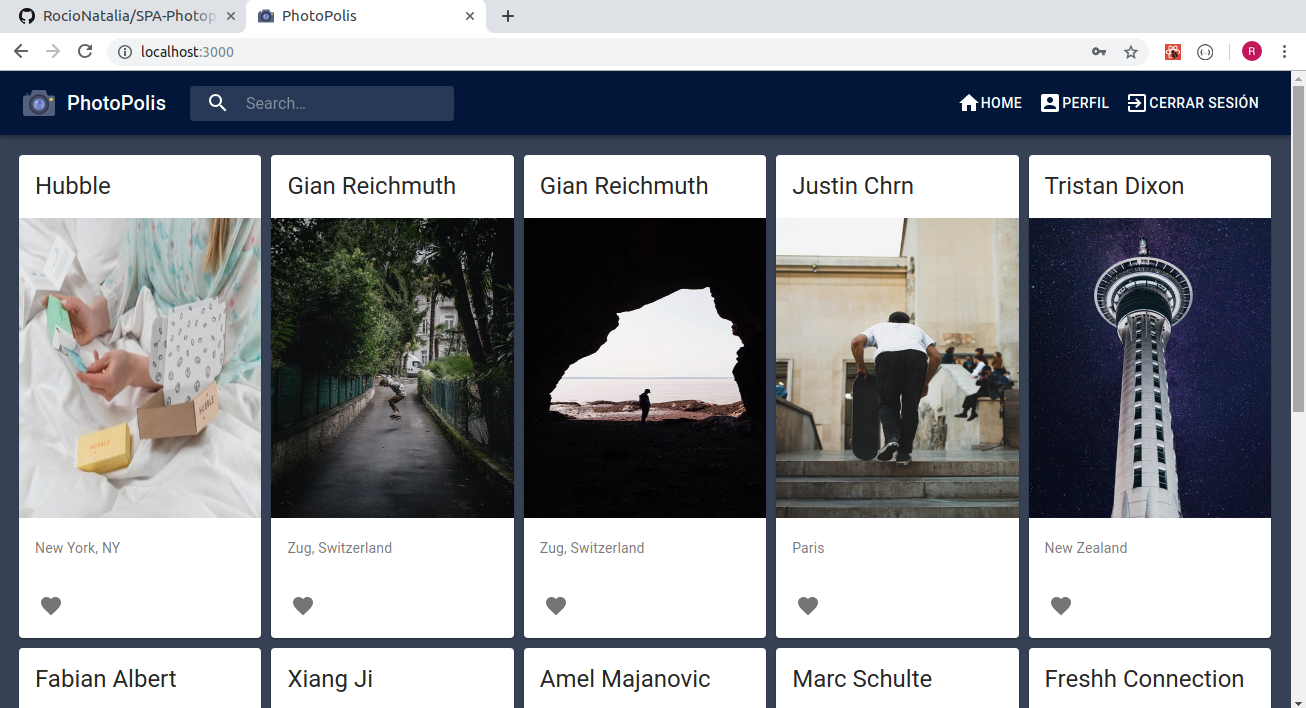 RocioNatalia/SPA-Photop
PhotoPolis
localhost:3000
R
PhotoPolis
Search...
HOME
PERFIL
CERRAR SESIÓN
Hubble
Gian Reichmuth
Gian Reichmuth
Justin Chrn
Tristan Dixon
HUBBLE
HUBBLE
New York, NY
Zug, Switzerland
Zug, Switzerland
Paris
New Zealand
Fabian Albert
Xiang Ji
Amel Majanovic
Marc Schulte
Freshh Connection